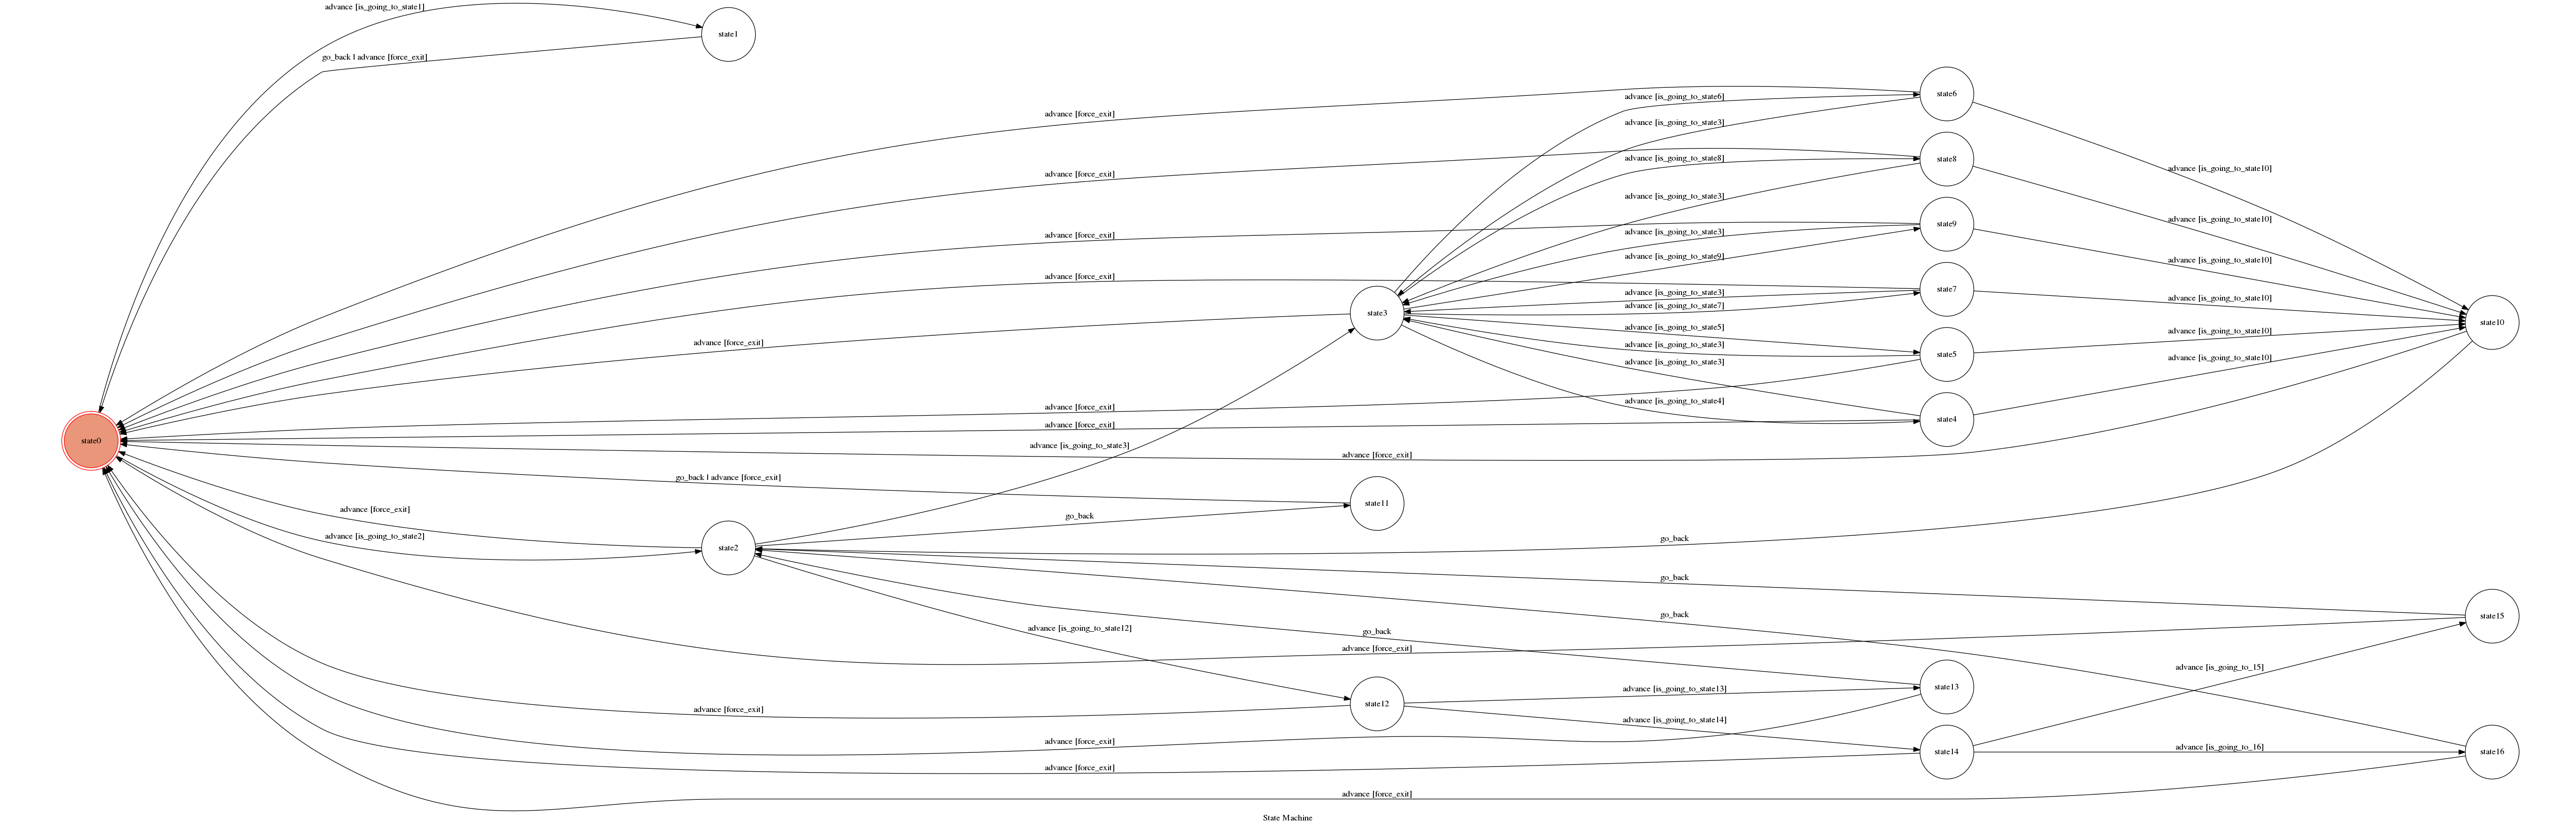 advance [is_going_to_state1]
state1
go_back | advance [force_exit]
state6
advance [is_going_to_state6]
advance [force_exit]
advance [is_going_to_state3]
advance [is_going_to_state8]
state8
advance [is_going_to_state10]
advance [force_exit]
advance [is_going_to_state3]
advance [is_going_to_state10]
state9
advance [is_going_to_state3]
advance [force_exit]
advance [is_going_to_state9]
advance [is_going_to_state10]
advance [force_exit]
state7
advance [is_going_to_state3]
advance [is_going_to_state10]
advance [is_going_to_state7]
state3
state10
advance [is_going_to_state5]
advance [is_going_to_state10]
advance [force_exit]
advance [is_going_to_state3]
state5
advance [is_going_to_state10]
advance [is_going_to_state3]
advance [is_going_to_state4]
advance [force_exit]
state4
advance [force_exit]
state0
advance [is_going_to_state3]
advance [force_exit]
go_back | advance [force_exit]
state11
advance [force_exit]
go_back
advance [is_going_to_state2]
go_back
state2
go_back
go_back
state15
advance [is_going_to_state12]
go_back
advance [force_exit]
advance [is_going_to_15]
state13
advance [is_going_to_state13]
state12
advance [force_exit]
advance [is_going_to_state14]
advance [force_exit]
advance [is_going_to_16]
state14
state16
advance [force_exit]
advance [force_exit]
State Machine